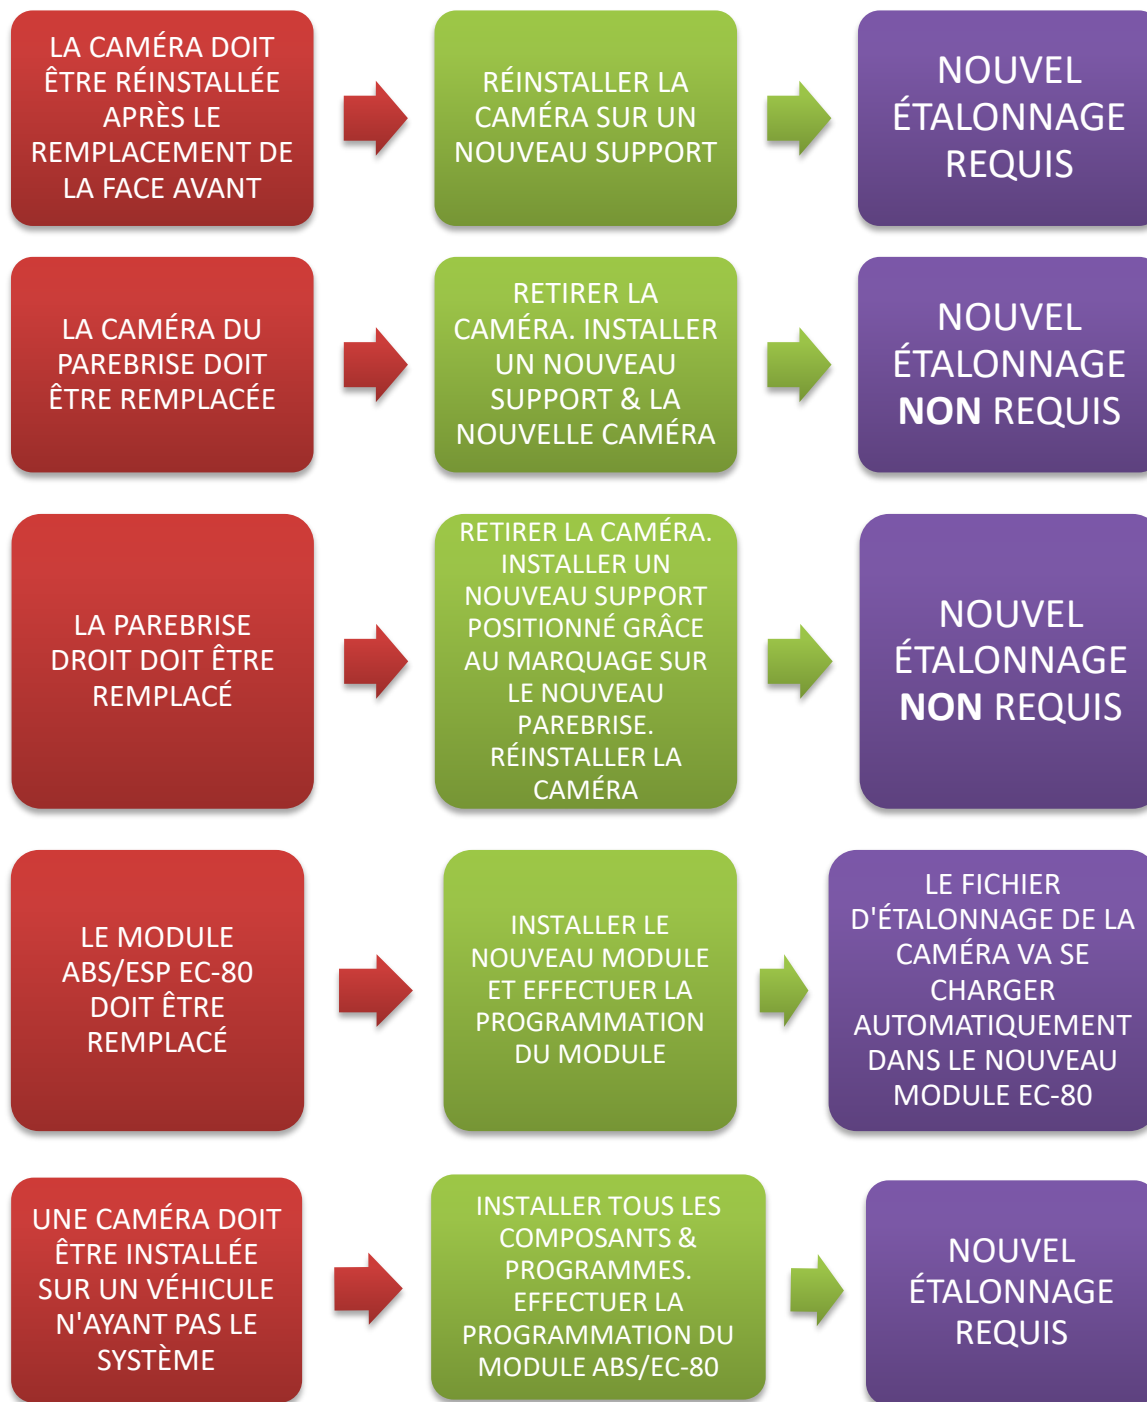 LA CAMÉRA DOIT
ÊTRE RÉINSTALLÉE
APRÈS LE
REMPLACEMENT DE
LA FACE AVANT
RÉINSTALLER LA
CAMÉRA SUR UN
NOUVEAU SUPPORT
NOUVEL
ÉTALONNAGE
REQUIS
LA CAMÉRA DU
PAREBRISE DOIT
ÊTRE REMPLACÉE
RETIRER LA
CAMÉRA. INSTALLER
UN NOUVEAU
SUPPORT & LA
NOUVELLE CAMÉRA
NOUVEL
ÉTALONNAGE
NON REQUIS
LA PAREBRISE
DROIT DOIT ÊTRE
REMPLACÉ
RETIRER LA CAMÉRA.
INSTALLER UN
NOUVEAU SUPPORT
POSITIONNÉ GRÂCE
AU MARQUAGE SUR
LE NOUVEAU
PAREBRISE.
RÉINSTALLER LA
CAMÉRA
NOUVEL
ÉTALONNAGE
NON REQUIS
LE MODULE
ABS/ESP EC-80
DOIT ÊTRE
REMPLACÉ
INSTALLER LE
NOUVEAU MODULE
ET EFFECTUER LA
PROGRAMMATION
DU MODULE
LE FICHIER
D'ÉTALONNAGE DE LA
CAMÉRA VA SE
CHARGER
AUTOMATIQUEMENT
DANS LE NOUVEAU
MODULE EC-80
UNE CAMÉRA DOIT
ÊTRE INSTALLÉE
SUR UN VÉHICULE
N'AYANT PAS LE
SYSTÈME
INSTALLER TOUS LES
COMPOSANTS &
PROGRAMMES.
EFFECTUER LA
PROGRAMMATION DU
MODULE ABS/EC-80
NOUVEL
ÉTALONNAGE
REQUIS